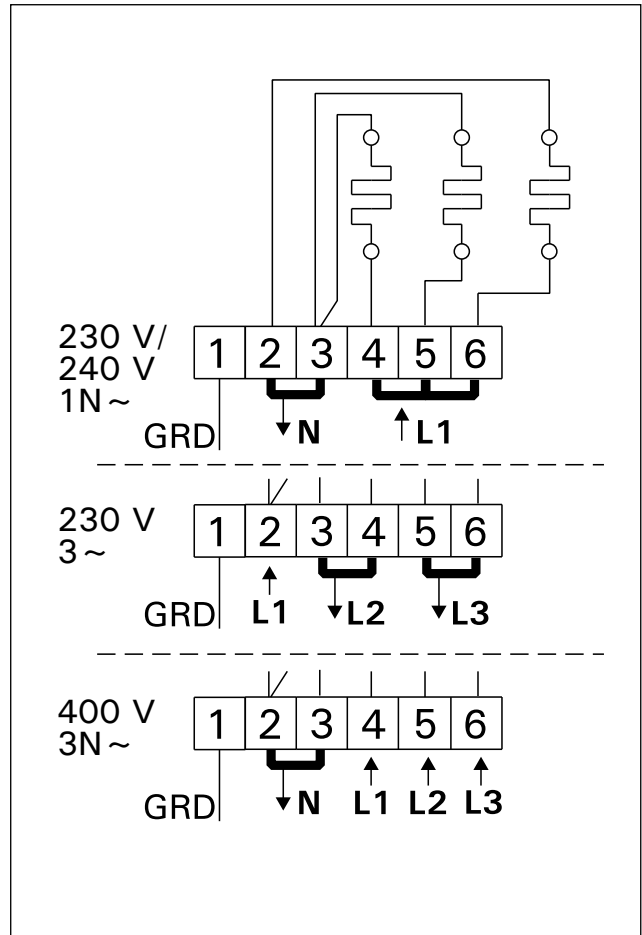 230 V/
240 V
1N~
1 2 3 4 5 6
GRD N L1
230 V
3~
1 2 3 4 5 6
GRD L1 L2 L3
400 V
3N~
1 2 3 4 5 6
GRD N L1 L2 L3